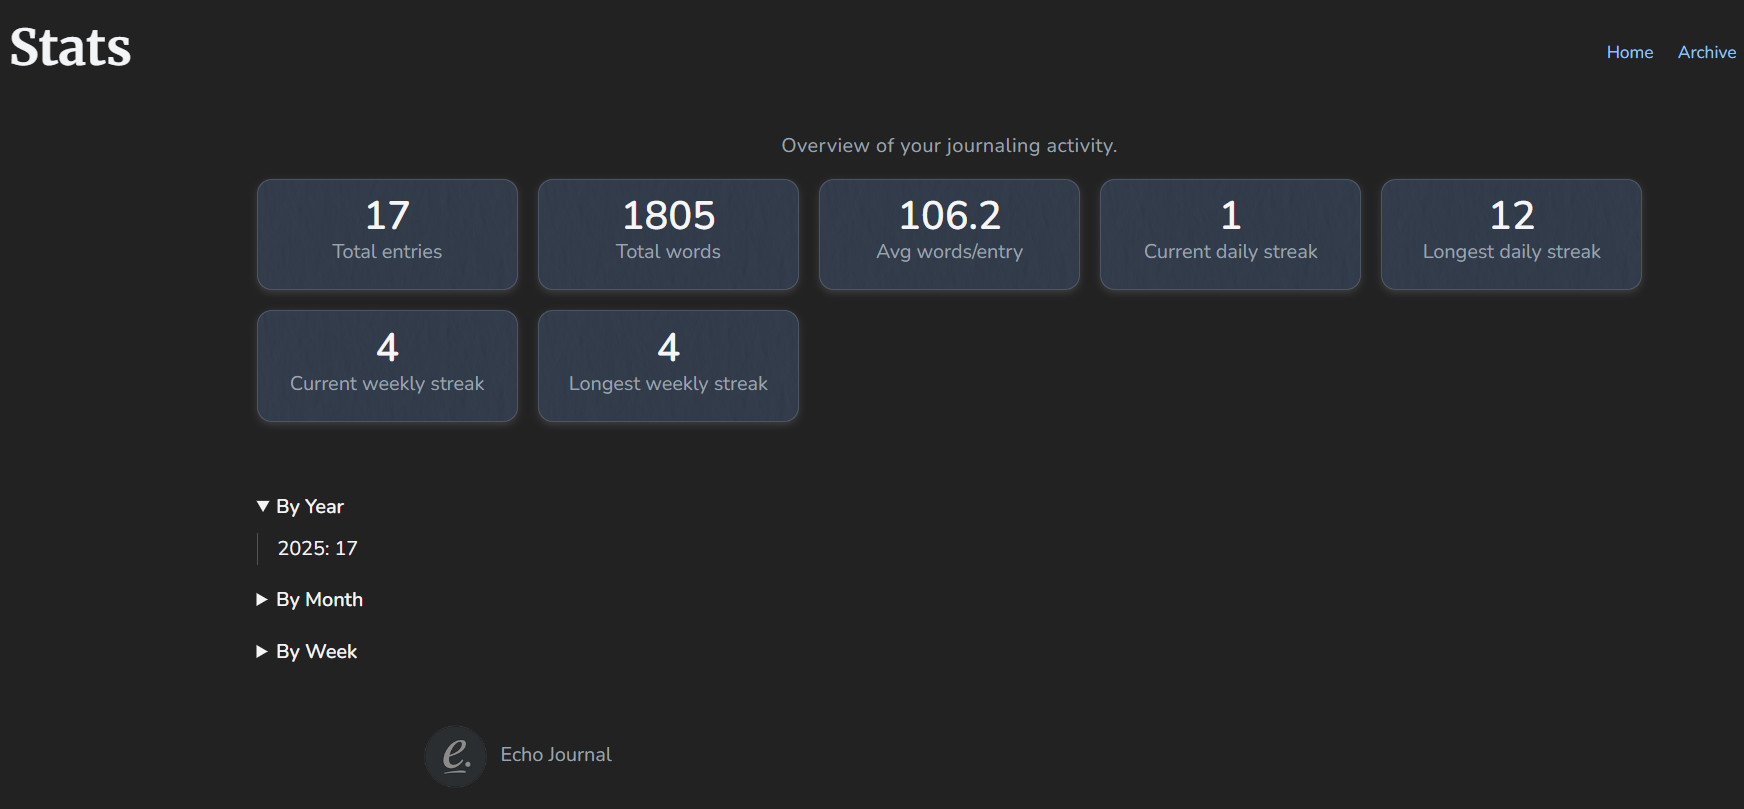 Stats
Home Archive
Overview of your journaling activity.
17
Total entries
1805
Total words
106.2
Avg words/entry
1
Current daily streak
12
Longest daily streak
4
Current weekly streak
4
Longest weekly streak
▼ By Year
2025: 17
▶ By Month
▶ By Week
e. Echo Journal